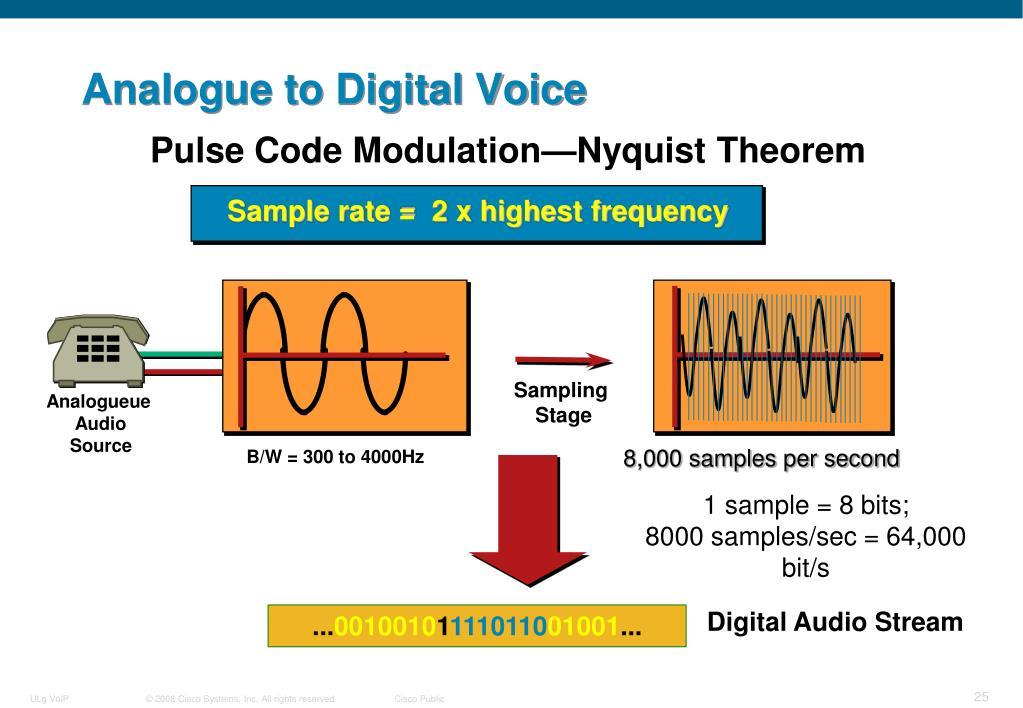 Analogue to Digital Voice
Pulse Code Modulation—Nyquist Theorem
Sample rate = 2 x highest frequency
Analogueue
Audio
Source
B/W = 300 to 4000Hz
Sampling
Stage
8,000 samples per second
1 sample = 8 bits;
8000 samples/sec = 64,000
bit/s
...00100101111011001001...
Digital Audio Stream
ULg VoIP
© 2008 Cisco Systems, Inc. All rights reserved.
Cisco Public
25